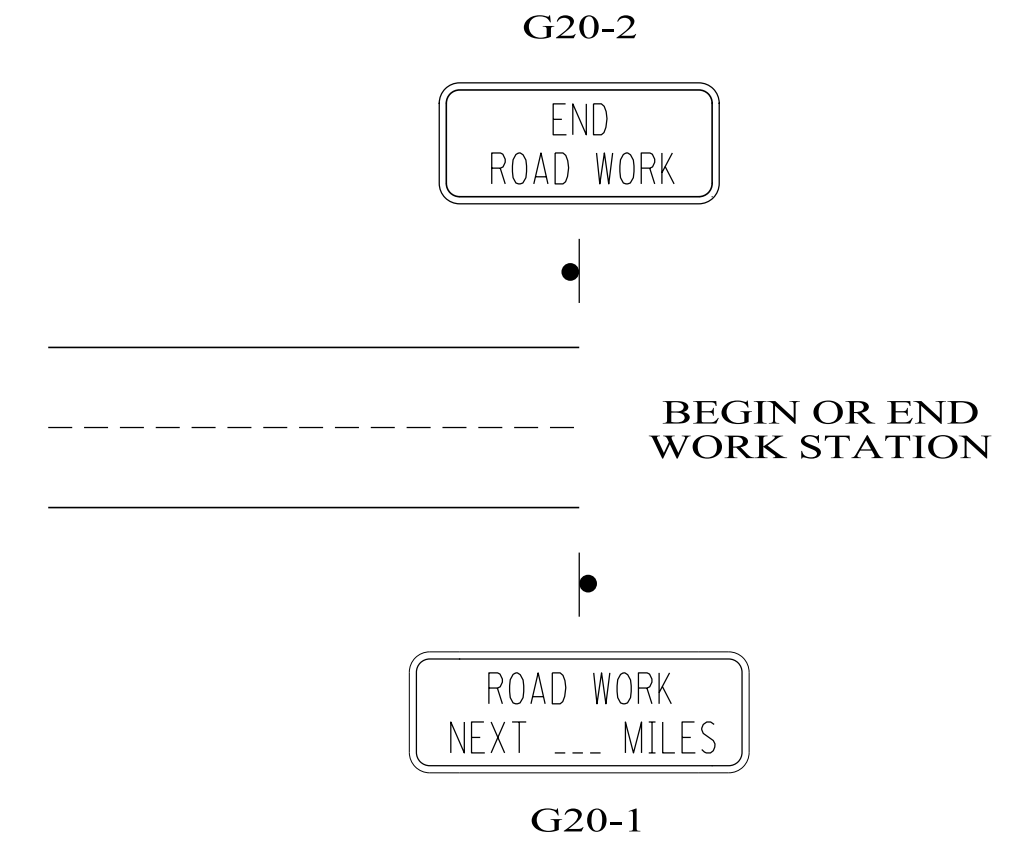 G20-2
END
ROAD WORK
BEGIN OR END
WORK STATION
ROAD WORK
NEXT ___ MILES
G20-1